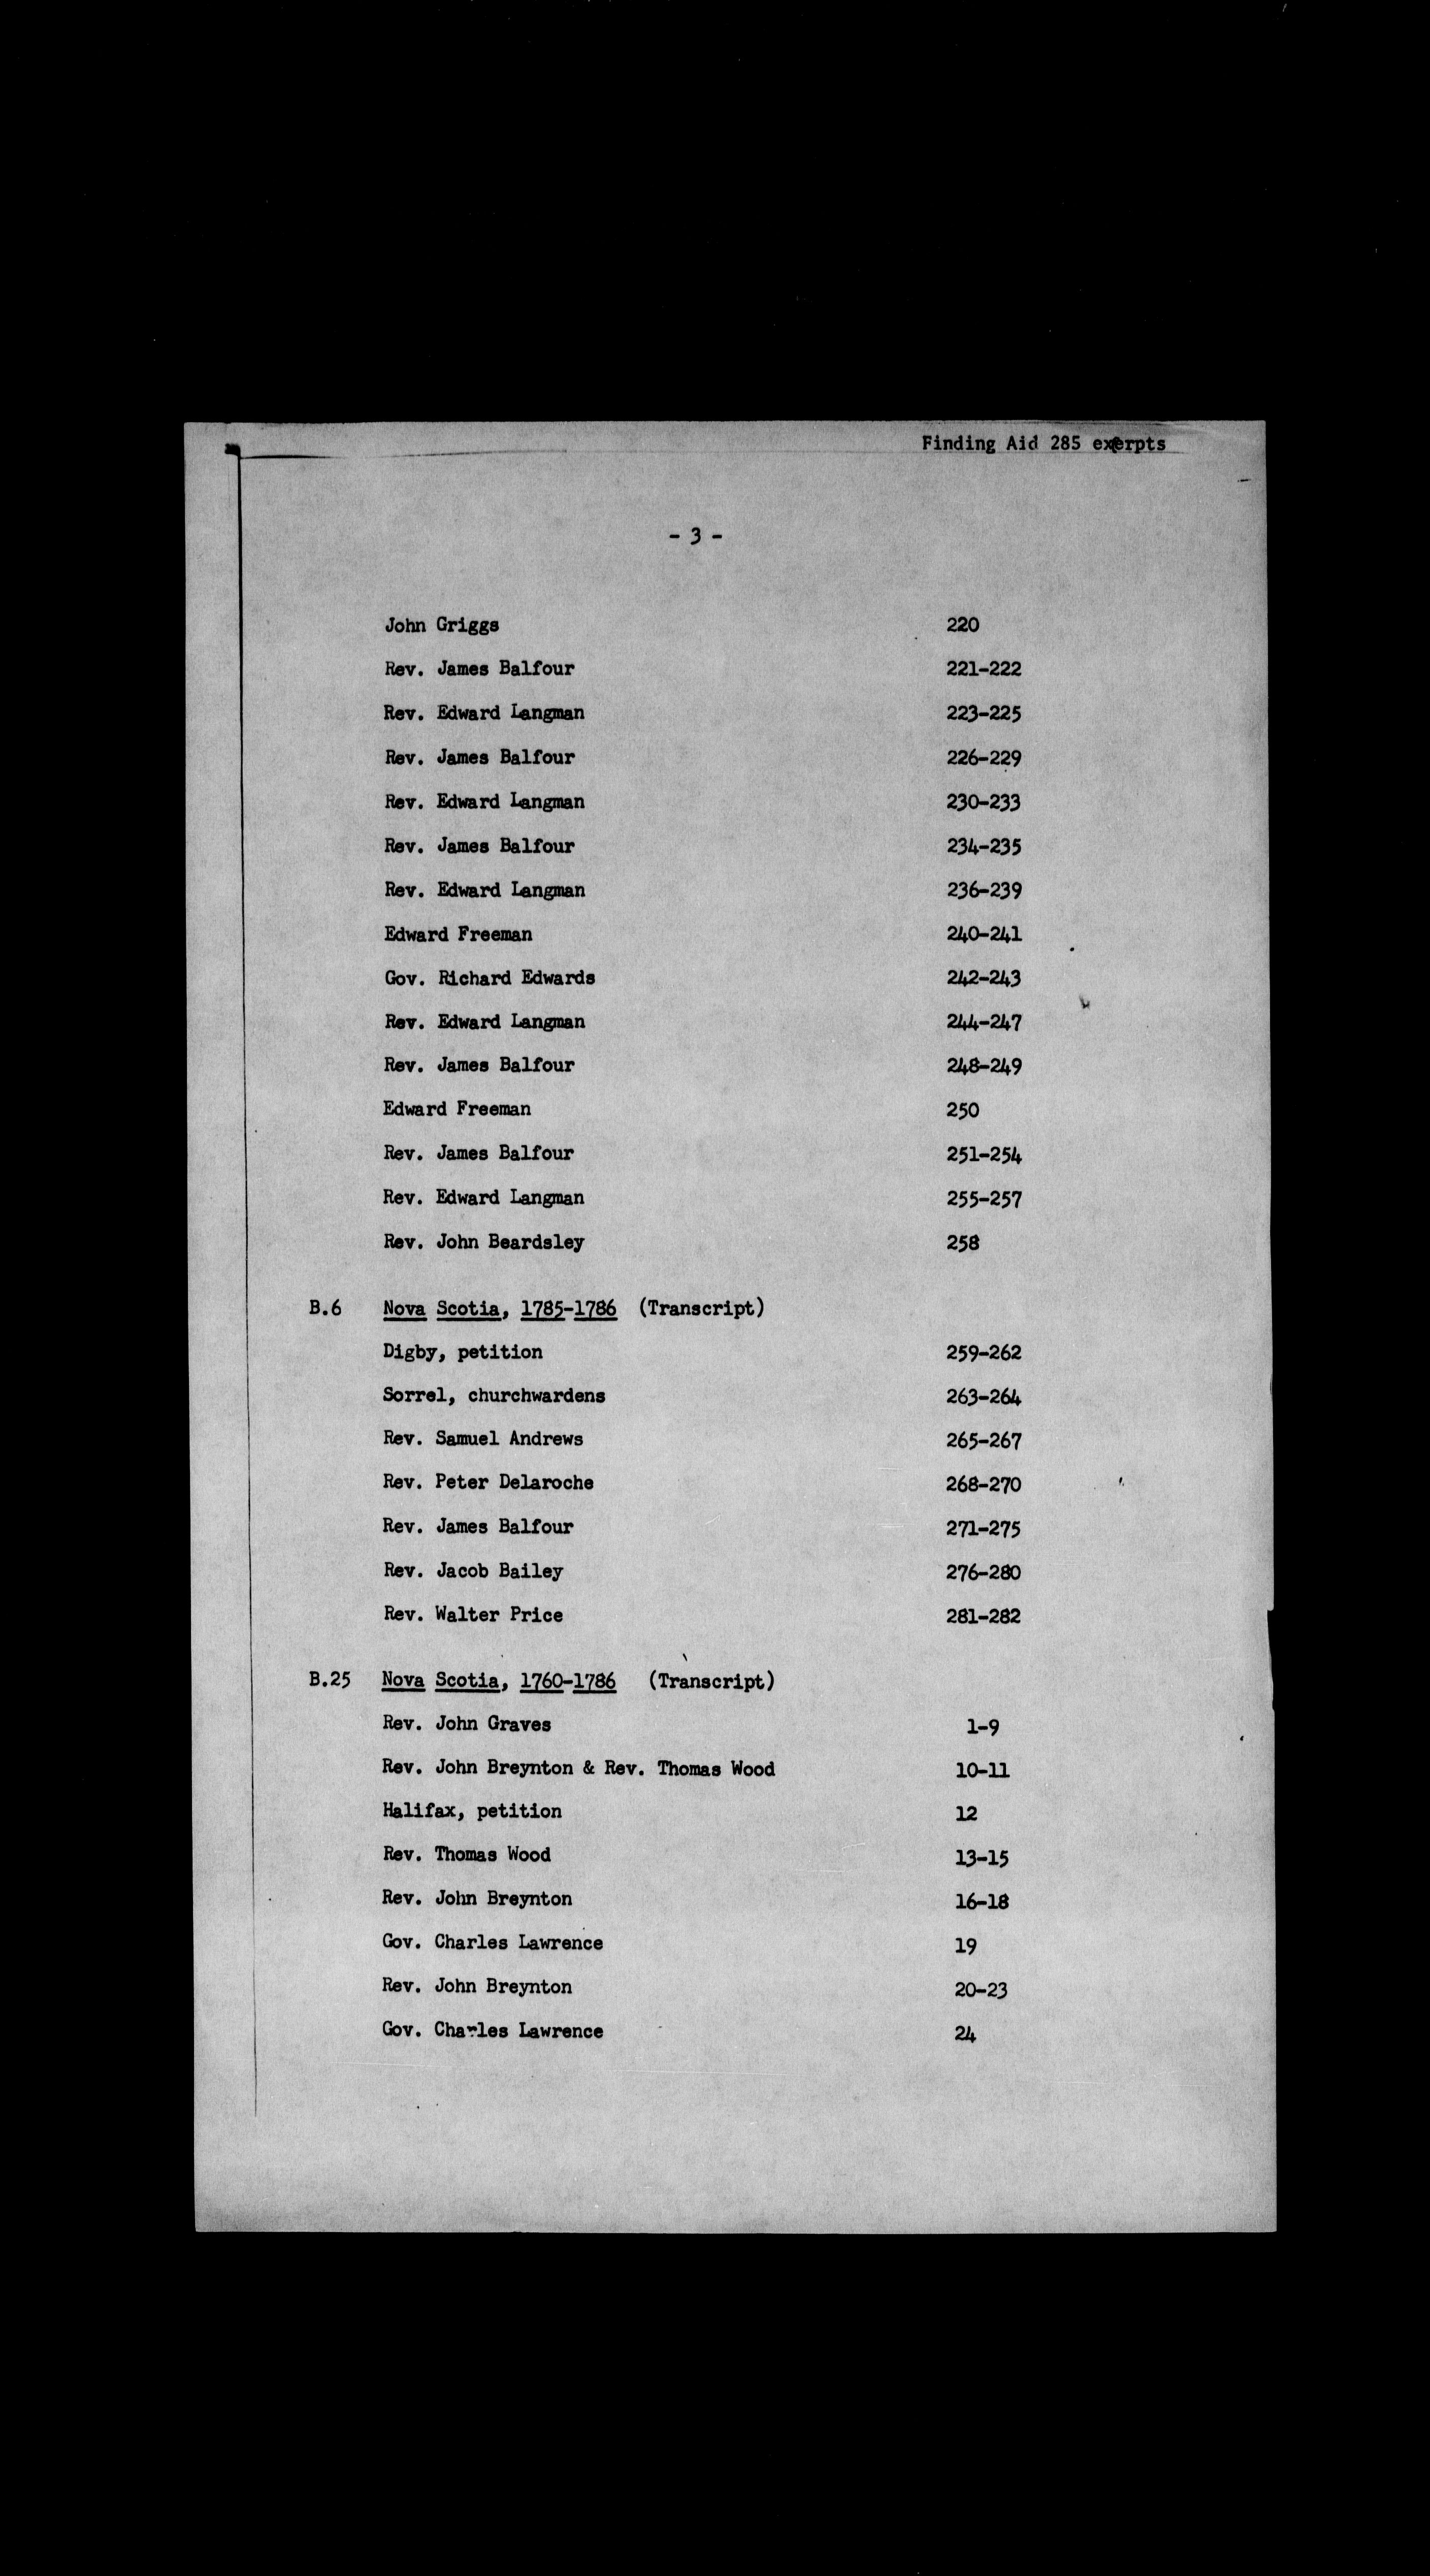 Finding Aid 285 exerpts
- 3 -
John Griggs 220
Rev. James Balfour 221-222
Rev. Edward Langman 223-225
Rev. James Balfour 226-229
Rev. Edward Langman 230-233
Rev. James Balfour 234-235
Rev. Edward Langman 236-239
Edward Freeman 240-241
Gov. Richard Edwards 242-243
Rev. Edward Langman 244-247
Rev. James Balfour 248-249
Edward Freeman 250
Rev. James Balfour 251-254
Rev. Edward Langman 255-257
Rev. John Beardsley 258
B.6 Nova Scotia, 1785-1786 (Transcript)
Digby, petition 259-262
Sorrel, churchwardens 263-264
Rev. Samuel Andrews 265-267
Rev. Peter Delaroche 268-270
Rev. James Balfour 271-275
Rev. Jacob Bailey 276-280
Rev. Walter Price 281-282
B.25 Nova Scotia, 1760-1786 (Transcript)
Rev. John Graves 1-9
Rev. John Breynton & Rev. Thomas Wood 10-11
Halifax, petition 12
Rev. Thomas Wood 13-15
Rev. John Breynton 16-18
Gov. Charles Lawrence 19
Rev. John Breynton 20-23
Gov. Charles Lawrence 24